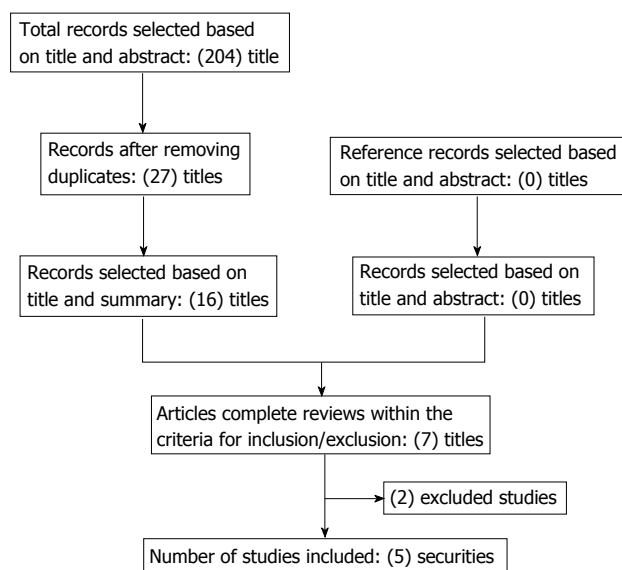 Total records selected based
on title and abstract: (204) title
Records after removing
duplicates: (27) titles
Reference records selected based
on title and abstract: (0) titles
Records selected based on
title and summary: (16) titles
Records selected based on
title and abstract: (0) titles
Articles complete reviews within the
criteria for inclusion/exclusion: (7) titles
(2) excluded studies
Number of studies included: (5) securities